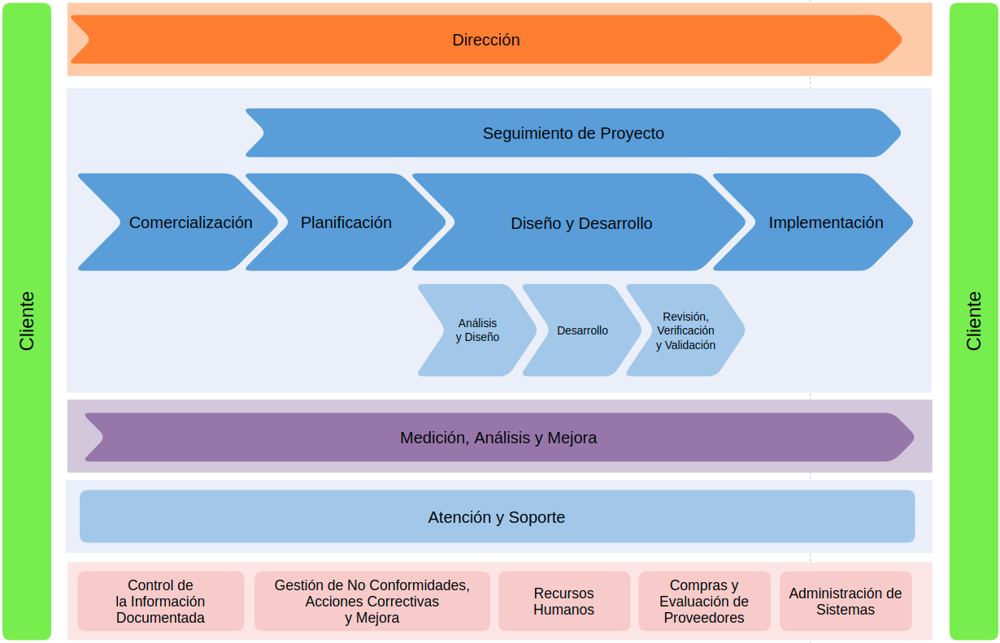 Cliente
Dirección
Seguimiento de Proyecto
Comercialización
Planificación
Diseño y Desarrollo
Implementación
Análisis
y Diseño
Desarrollo
Revisión,
Verificación
y Validación
Medición, Análisis y Mejora
Atención y Soporte
Control de
la Información
Documentada
Gestión de No Conformidades,
Acciones Correctivas
y Mejora
Recursos
Humanos
Compras y
Evaluación de
Proveedores
Administración de
Sistemas
Cliente